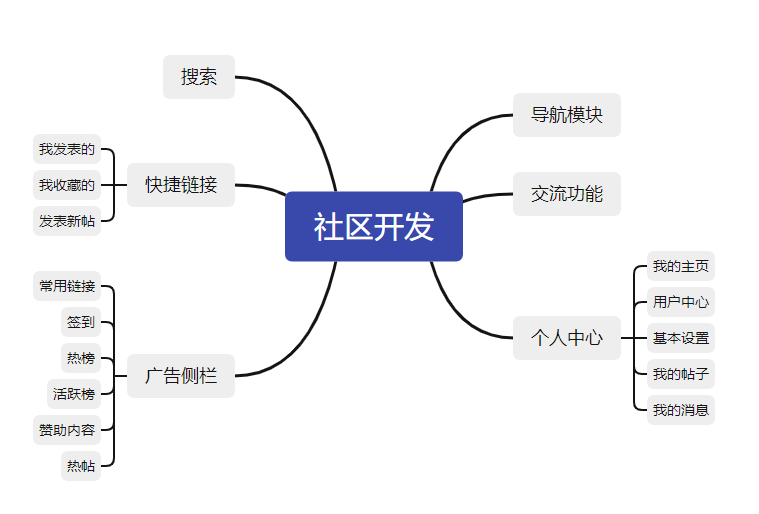 社区开发
搜索
快捷链接
我发表的
我收藏的
发表新帖
广告侧栏
常用链接
签到
热榜
活跃榜
赞助内容
热帖
导航模块
交流功能
个人中心
我的主页
用户中心
基本设置
我的帖子
我的消息